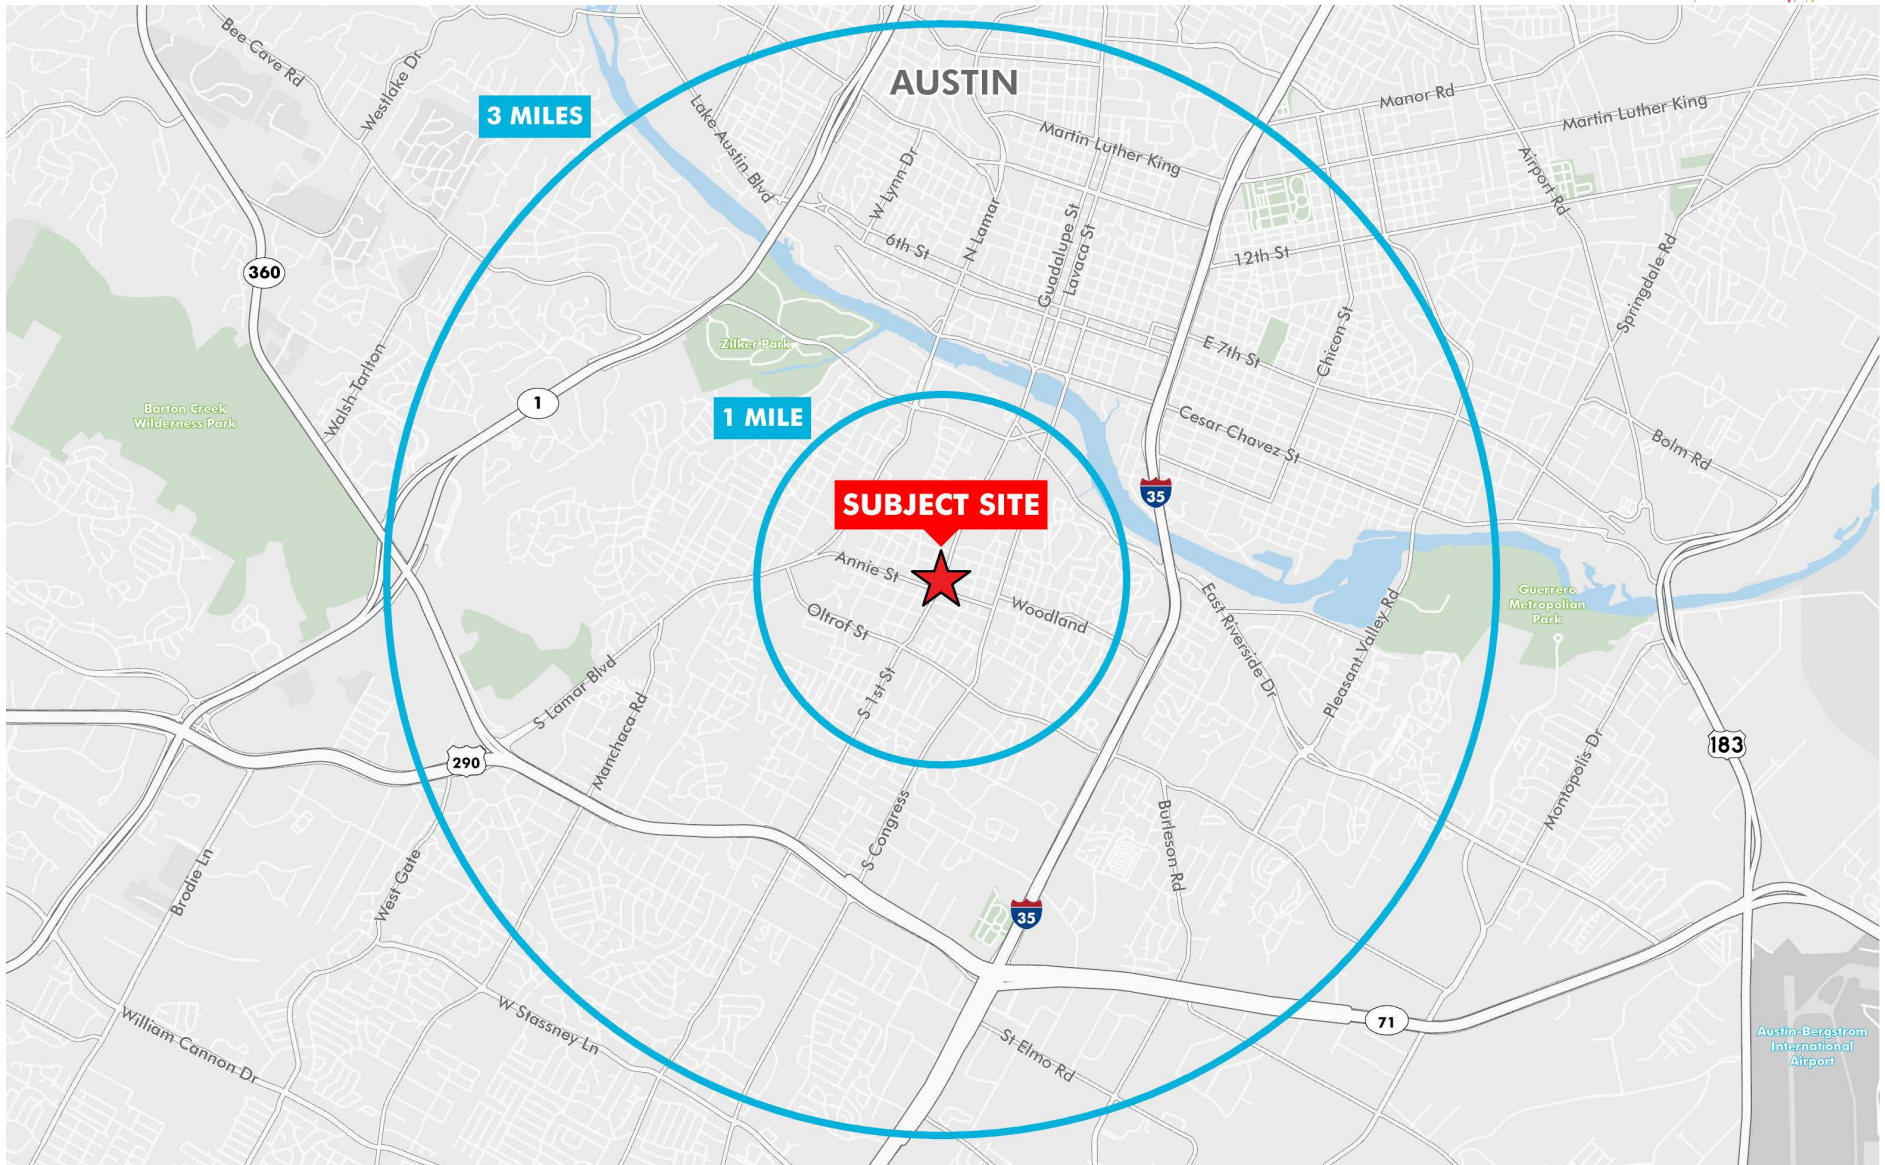 Bee Cave Rd
Westlake Dr
AUSTIN
Manor Rd
3 MILES
Lake Austin Blvd
Martin Luther King
Martin Luther King
W Lynn Dr
Airport Rd
N Lamar
Guadalupe St
Lavaca St
6th St
12th St
360
Springdale Rd
Zilker Park
E 7th St
Chicon St
Walsh Tarlton
1
Barton Creek
Wilderness Park
1 MILE
Cesar Chavez St
Bolm Rd
35
SUBJECT SITE
Annie St
Woodland
Oltrof St
East Riverside Dr
Guerrero
Metropolian
Park
Pleasant Valley Rd
S Lamar Blvd
S 1st St
Manchaca Rd
290
183
Montopolis Dr
S Congress
Burleson Rd
Brodie Ln
West Gate
35
William Cannon Dr
W Stassney Ln
St Elmo Rd
71
Austin-Bergstrom
International
Airport